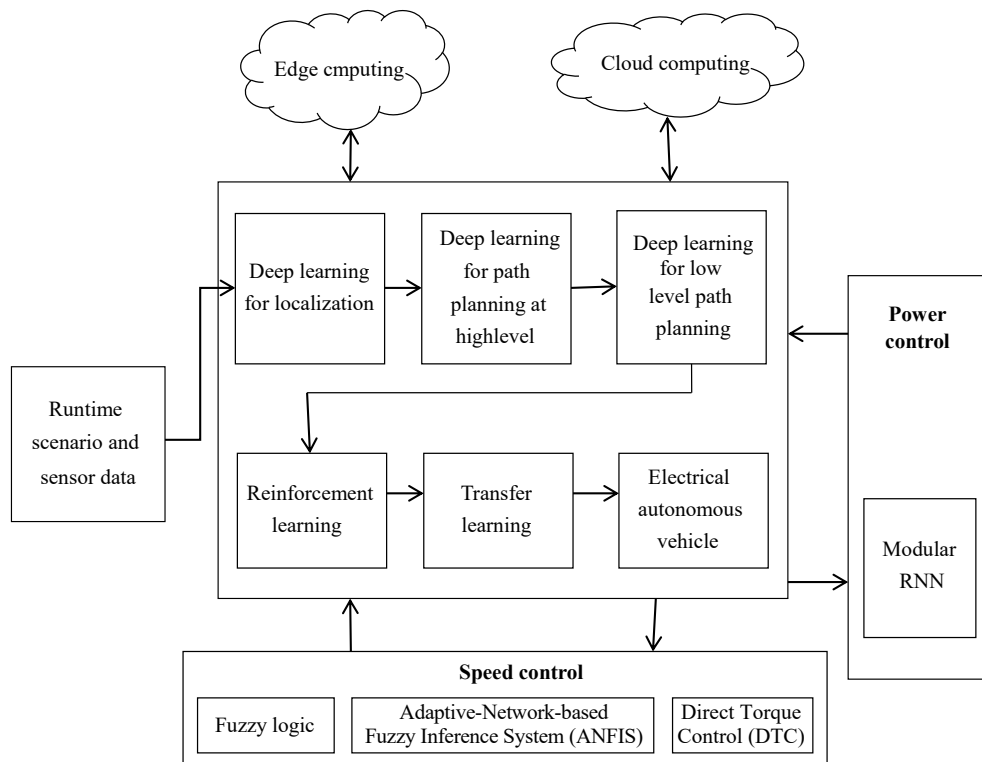 Edge cmputing
Cloud computing
Deep learning
for localization
Deep learning
for path
planning at
highlevel
Deep learning
for low
level path
planning
Power
control
Runtime
scenario and
sensor data
Reinforcement
learning
Transfer
learning
Electrical
autonomous
vehicle
Modular
RNN
Speed control
Fuzzy logic
Adaptive-Network-based
Fuzzy Inference System (ANFIS)
Direct Torque
Control (DTC)